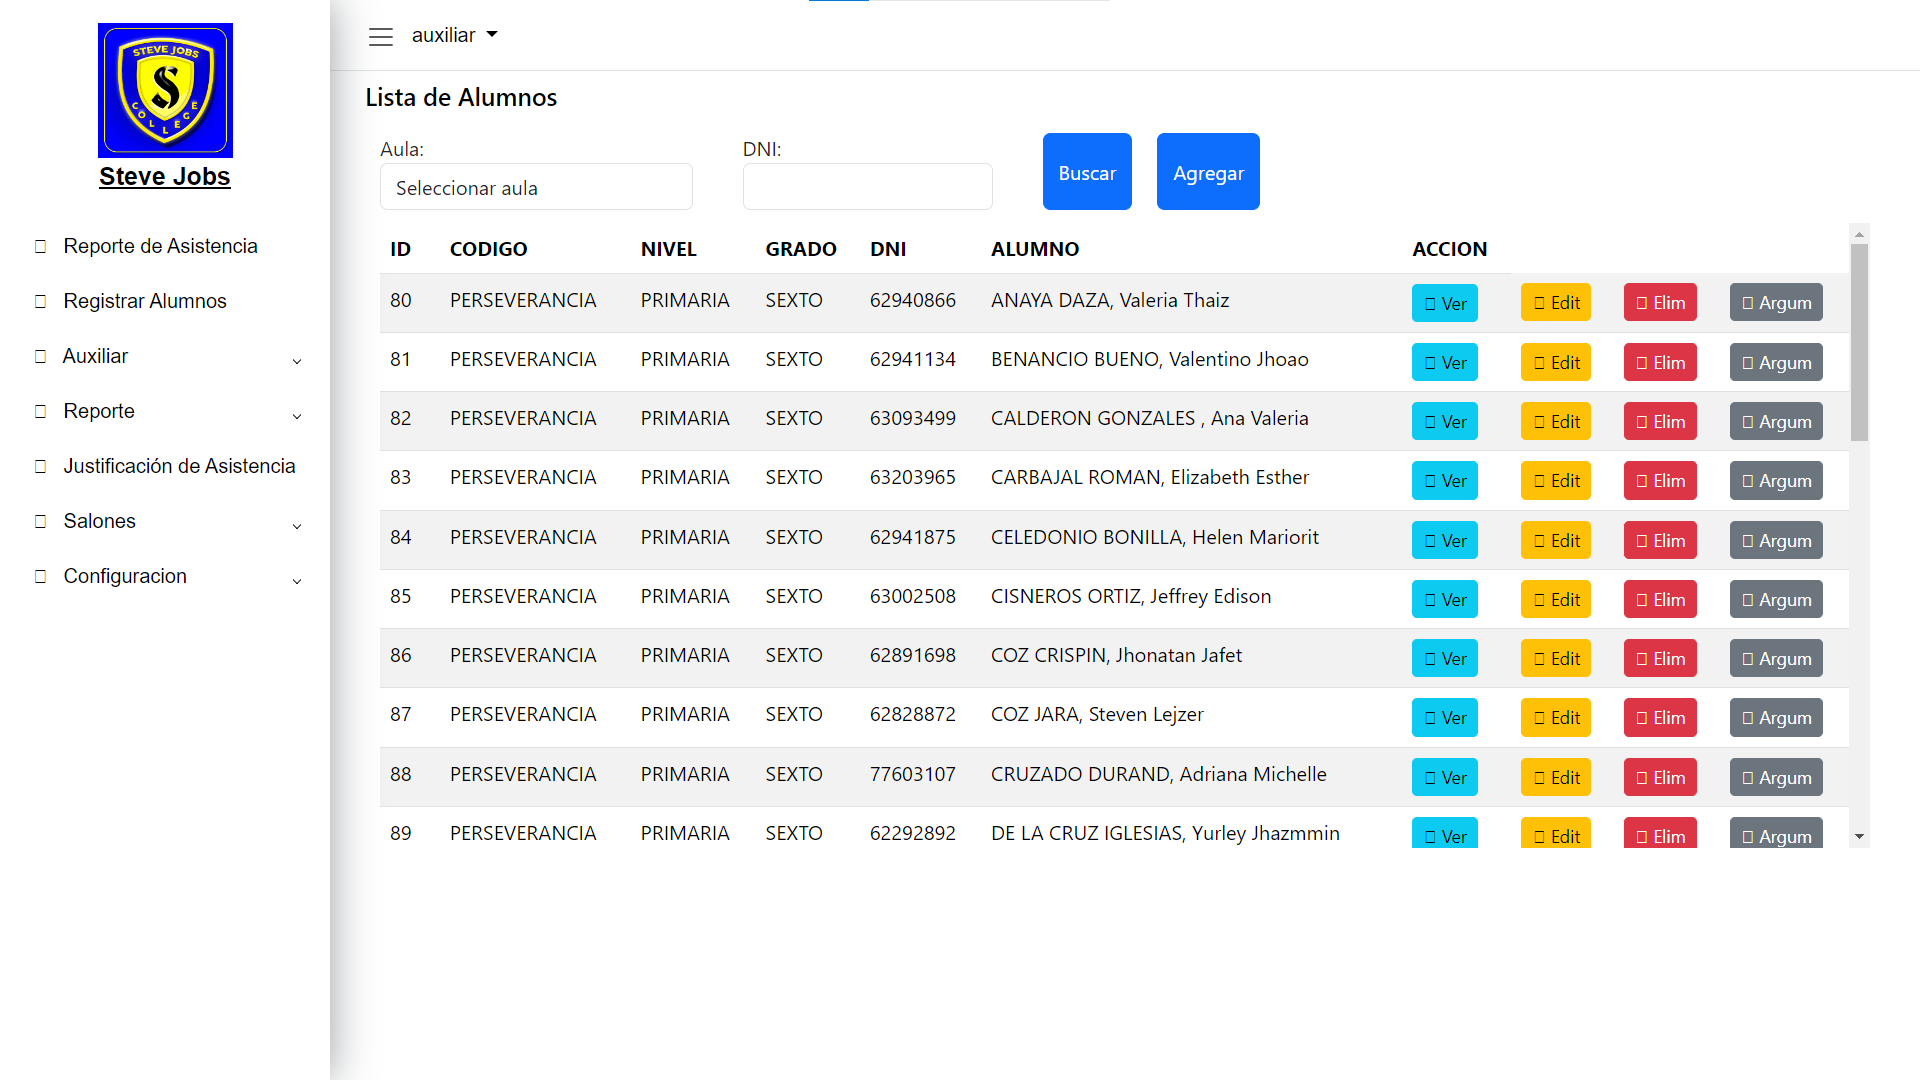 STEVE JOBS
S
COLLEGE
Steve Jobs
Reporte de Asistencia
Registrar Alumnos
Auxiliar
Reporte
Justificación de Asistencia
Salones
Configuracion
auxiliar
Lista de Alumnos
Aula:
Seleccionar aula
DNI:
Buscar
Agregar
ID CODIGO NIVEL GRADO DNI ALUMNO ACCION
80 PERSEVERANCIA PRIMARIA SEXTO 62940866 ANAYA DAZA, Valeria Thaiz Ver Edit Elim Argum
81 PERSEVERANCIA PRIMARIA SEXTO 62941134 BENANCIO BUENO, Valentino Jhoao Ver Edit Elim Argum
82 PERSEVERANCIA PRIMARIA SEXTO 63093499 CALDERON GONZALES , Ana Valeria Ver Edit Elim Argum
83 PERSEVERANCIA PRIMARIA SEXTO 63203965 CARBAJAL ROMAN, Elizabeth Esther Ver Edit Elim Argum
84 PERSEVERANCIA PRIMARIA SEXTO 62941875 CELEDONIO BONILLA, Helen Mariorit Ver Edit Elim Argum
85 PERSEVERANCIA PRIMARIA SEXTO 63002508 CISNEROS ORTIZ, Jeffrey Edison Ver Edit Elim Argum
86 PERSEVERANCIA PRIMARIA SEXTO 62891698 COZ CRISPIN, Jhonatan Jafet Ver Edit Elim Argum
87 PERSEVERANCIA PRIMARIA SEXTO 62828872 COZ JARA, Steven Lejzer Ver Edit Elim Argum
88 PERSEVERANCIA PRIMARIA SEXTO 77603107 CRUZADO DURAND, Adriana Michelle Ver Edit Elim Argum
89 PERSEVERANCIA PRIMARIA SEXTO 62292892 DE LA CRUZ IGLESIAS, Yurley Jhazmmin Ver Edit Elim Argum